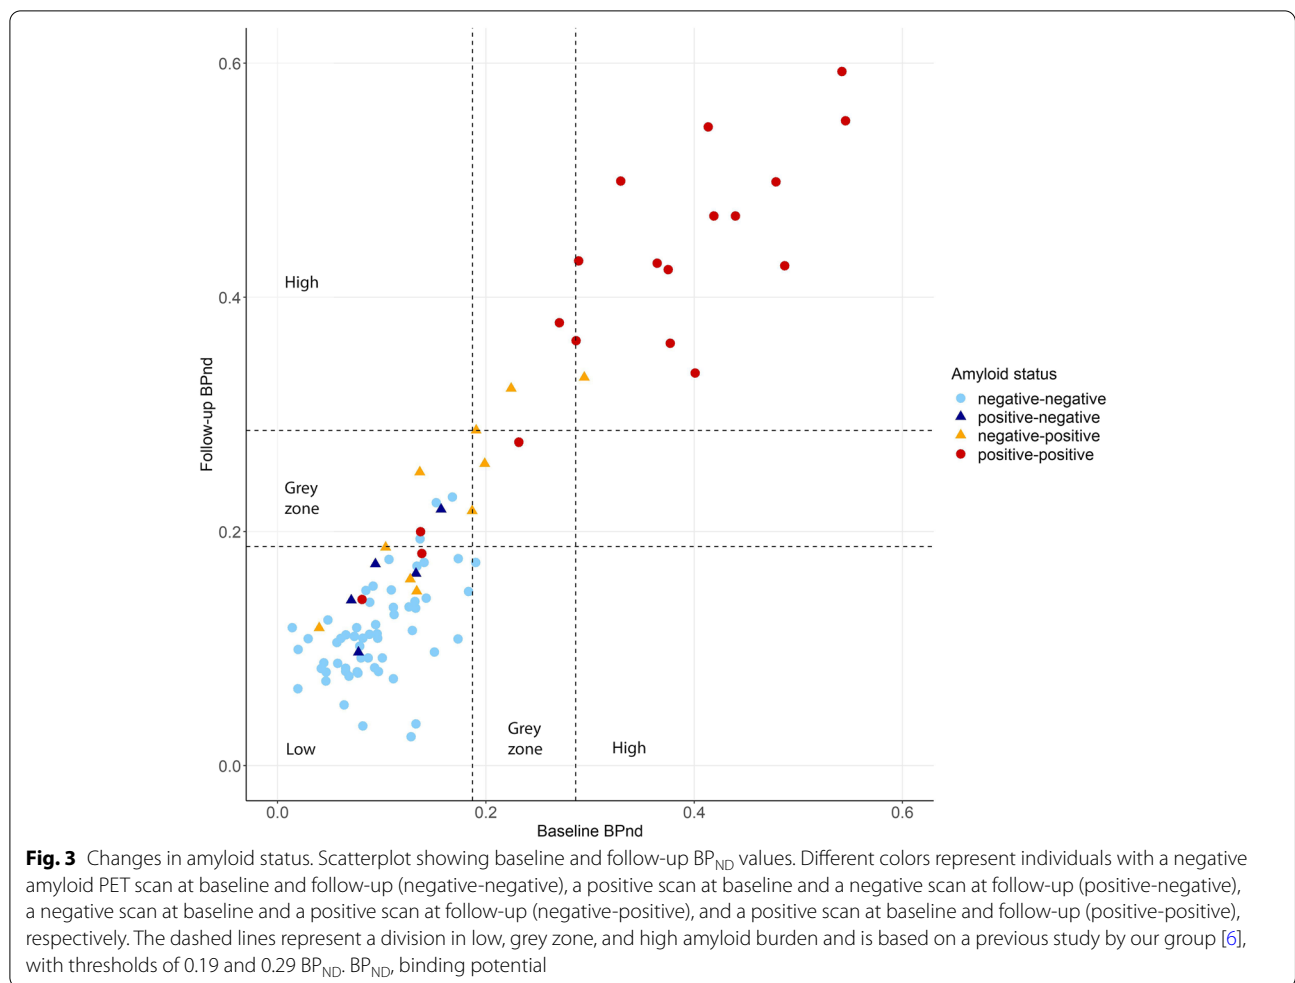 0.6
High
0.4
Follow-up BPnd
Grey
zone
0.2
Low
Grey
zone
High
0.0
0.0 0.2 0.4 0.6
Baseline BPnd
Amyloid status
negative-negative
positive-negative
negative-positive
positive-positive
Fig. 3 Changes in amyloid status. Scatterplot showing baseline and follow-up BPND values. Different colors represent individuals with a negative
amyloid PET scan at baseline and follow-up (negative-negative), a positive scan at baseline and a negative scan at follow-up (positive-negative),
a negative scan at baseline and a positive scan at follow-up (negative-positive), and a positive scan at baseline and follow-up (positive-positive),
respectively. The dashed lines represent a division in low, grey zone, and high amyloid burden and is based on a previous study by our group [6],
with thresholds of 0.19 and 0.29 BPND. BPND, binding potential